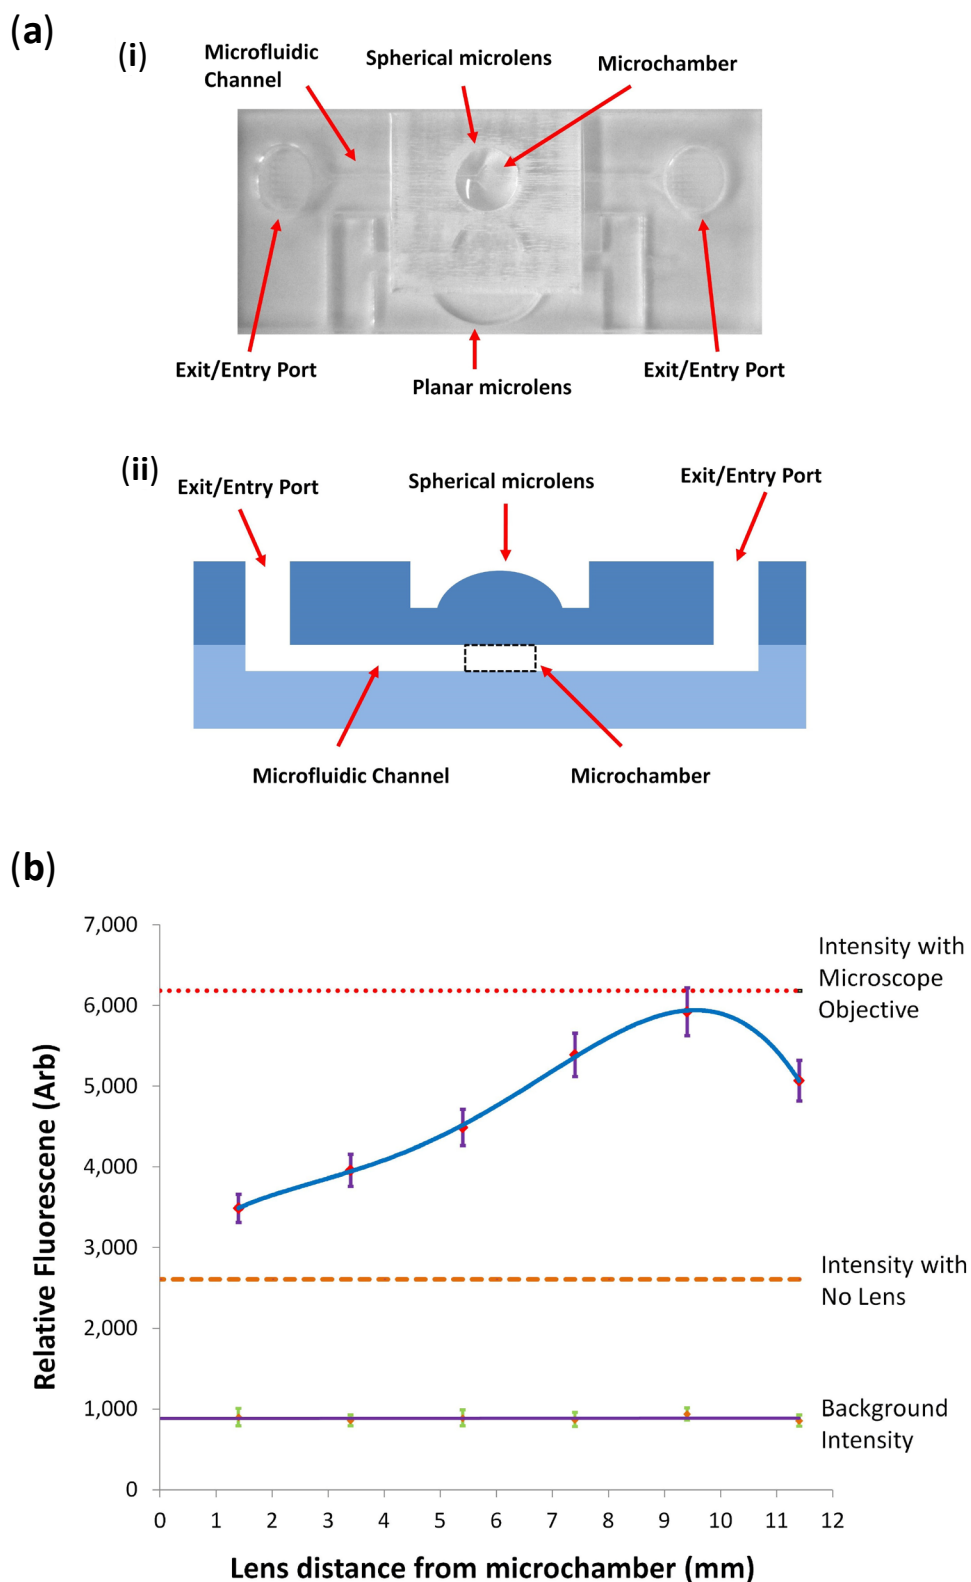 (a)
(i)
Microfluidic
Channel
Spherical microlens
Microchamber
Exit/Entry Port
Planar microlens
Exit/Entry Port
(ii)
Exit/Entry Port
Spherical microlens
Exit/Entry Port
Microfluidic Channel
Microchamber
(b)
Relative Fluorescene (Arb)
7,000
6,000
5,000
4,000
3,000
2,000
1,000
0
Intensity with
Microscope
Objective
Intensity with
No Lens
Background
Intensity
0 1 2 3 4 5 6 7 8 9 10 11 12
Lens distance from microchamber (mm)